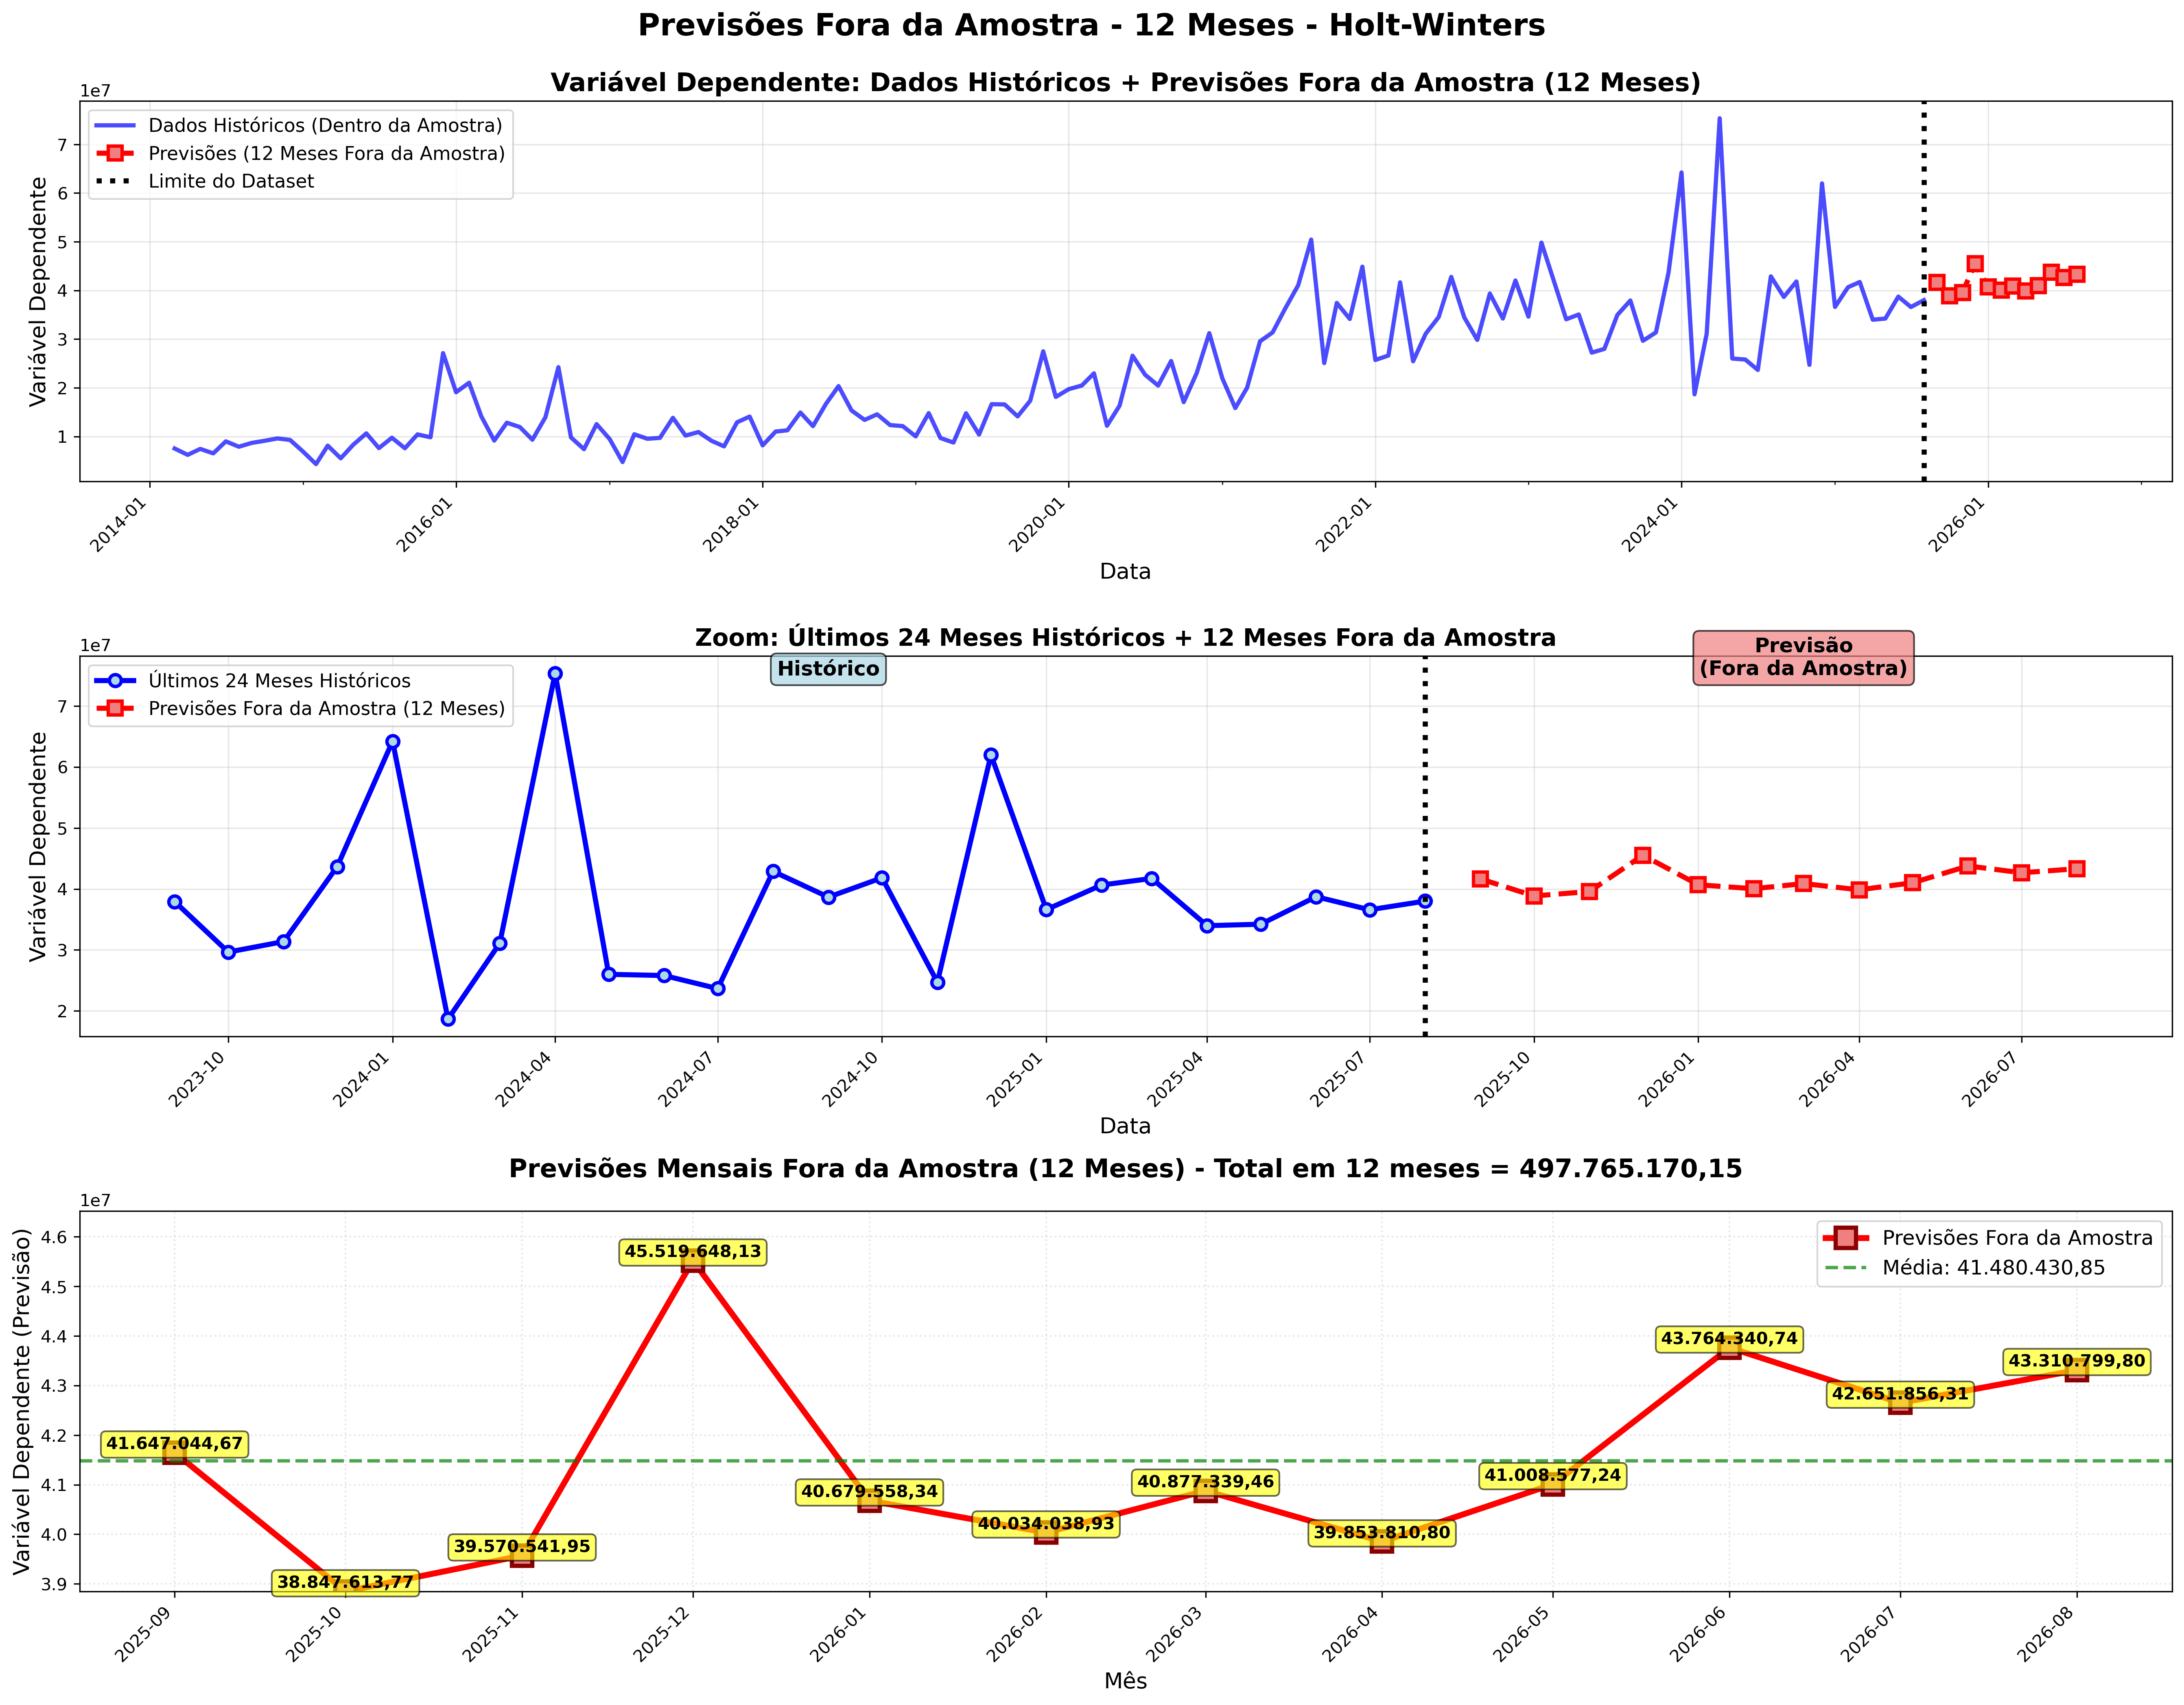 Previsões Fora da Amostra - 12 Meses - Holt-Winters
Variável Dependente: Dados Históricos + Previsões Fora da Amostra (12 Meses)
1e7
Dados Históricos (Dentro da Amostra)
Previsões (12 Meses Fora da Amostra)
Limite do Dataset
Variável Dependente
7
6
5
4
3
2
1
2014-01
2016-01
2018-01
2020-01
2022-01
2024-01
2026-01
Data
Zoom: Últimos 24 Meses Históricos + 12 Meses Fora da Amostra
1e7
Últimos 24 Meses Históricos
Previsões Fora da Amostra (12 Meses)
Histórico
Previsão
(Fora da Amostra)
Variável Dependente
7
6
5
4
3
2
2023-10
2024-01
2024-04
2024-07
2024-10
2025-01
2025-04
2025-07
2025-10
2026-01
2026-04
2026-07
Data
Previsões Mensais Fora da Amostra (12 Meses) - Total em 12 meses = 497.765.170,15
1e7
Previsões Fora da Amostra
Média: 41.480.430,85
Variável Dependente (Previsão)
4.6
4.5
4.4
4.3
4.2
4.1
4.0
3.9
41.647.044,67
38.847.613,77
39.570.541,95
45.519.648,13
40.679.558,34
40.034.038,93
40.877.339,46
39.853.810,80
41.008.577,24
43.764.340,74
42.651.856,31
43.310.799,80
2025-09
2025-10
2025-11
2025-12
2026-01
2026-02
2026-03
2026-04
2026-05
2026-06
2026-07
2026-08
Mês